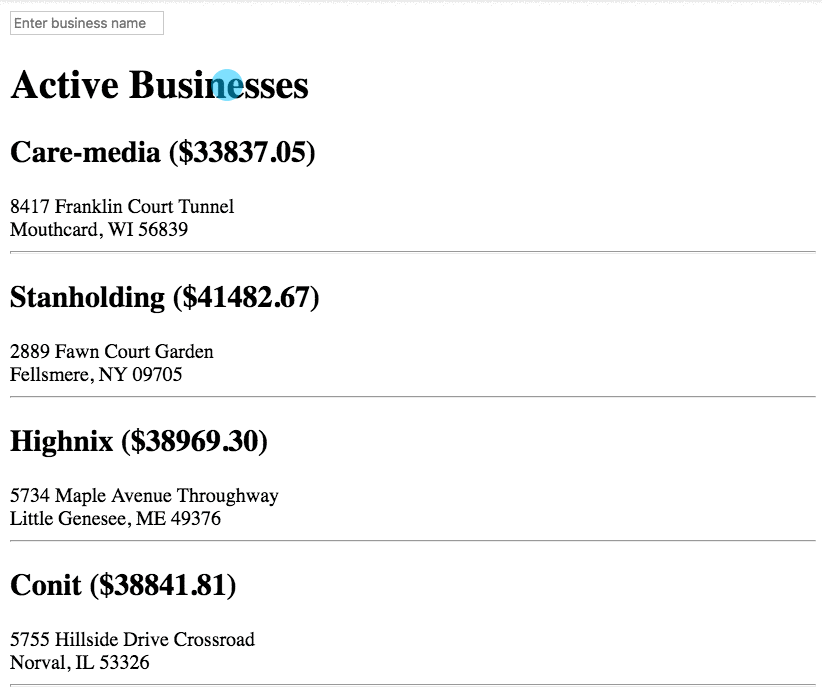 Enter business name
Active Businesses
Care-media ($33837.05)
8417 Franklin Court Tunnel
Mouthcard, WI 56839
Stanholding ($41482.67)
2889 Fawn Court Garden
Fellsmere, NY 09705
Highnix ($38969.30)
5734 Maple Avenue Throughway
Little Genesee, ME 49376
Conit ($38841.81)
5755 Hillside Drive Crossroad
Norval, IL 53326